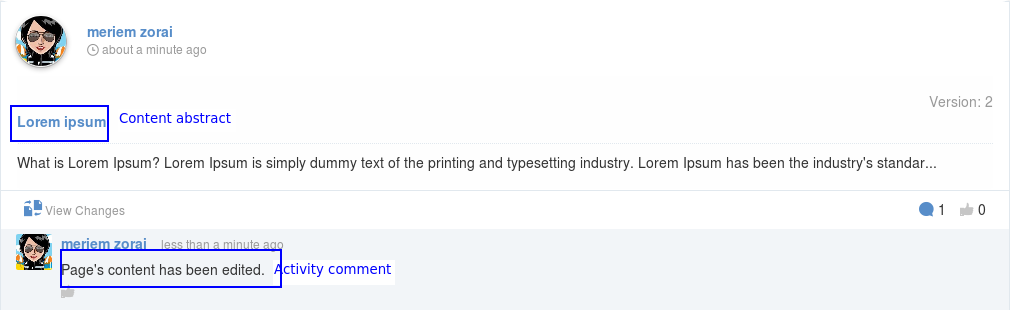 meriem zorai
about a minute ago
Version: 2
Lorem ipsum Content abstract
What is Lorem Ipsum? Lorem Ipsum is simply dummy text of the printing and typesetting industry. Lorem Ipsum has been the industry's standar...
View Changes 1 0
meriem zorai less than a minute ago
Page's content has been edited. Activity comment